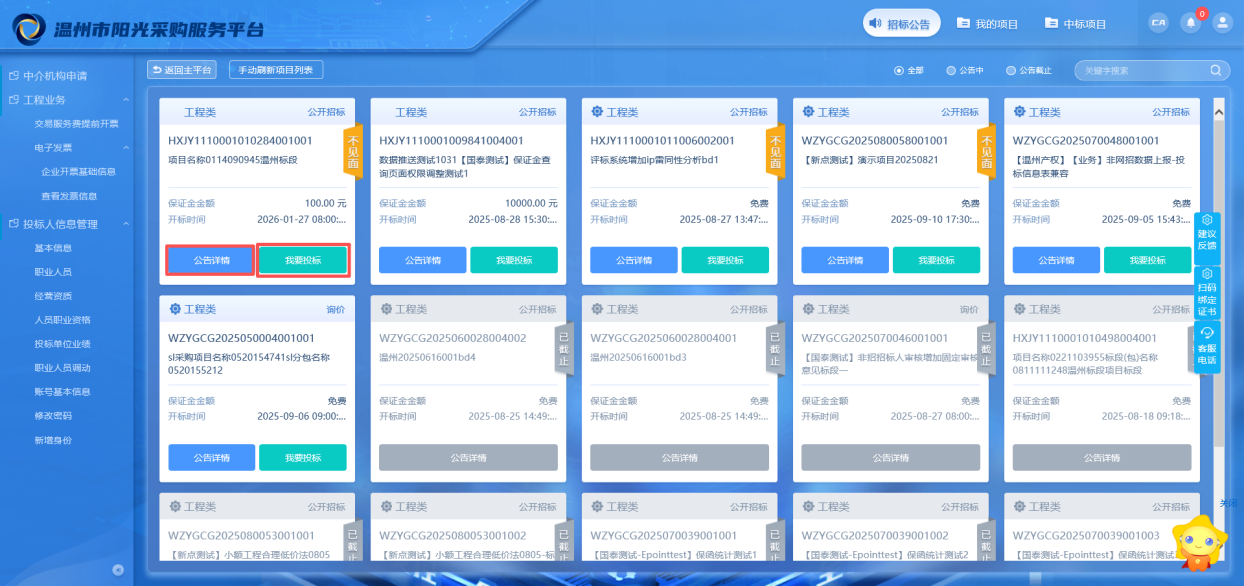 温州市阳光采购服务平台
招标公告
我的项目
中标项目
CA
0
中介机构申请
工程业务
交易服务费提前开票
电子发票
企业开票基础信息
查看发票信息
投标人信息管理
基本信息
职业人员
经营资质
人员职业资格
投标单位业绩
职业人员调动
账号基本信息
修改密码
新增身份
返回主平台
手动刷新项目列表
全部
公告中
公告截止
关键字搜索
工程类 公开招标
HXJY1110001010284001001
项目名称0114090945温州标段
不见面
保证金金额 100.00 元
开标时间 2026-01-27 08:00:...
公告详情 我要投标
工程类 公开招标
HXJY1110001009841004001
数据推送测试1031【国泰测试】保证金查
询页面权限调整测试1
保证金金额 10000.00 元
开标时间 2025-08-28 15:30:...
公告详情 我要投标
工程类 公开招标
HXJY1110001011006002001
评标系统增加ip雷同性分析bd1
不见面
保证金金额 免费
开标时间 2025-08-27 13:47:...
公告详情 我要投标
工程类 公开招标
WZYGCG2025080058001001
【新点测试】演示项目20250821
不见面
保证金金额 免费
开标时间 2025-09-10 17:30:...
公告详情 我要投标
工程类 公开招标
WZYGCG2025070048001001
【温州产权】【业务】非网招数据上报-投
标信息表兼容
保证金金额 免费
开标时间 2025-09-05 15:43:...
公告详情 我要投标
工程类 询价
WZYGCG2025050004001001
sl采购项目名称0520154741sl分包名称
0520155212
保证金金额 免费
开标时间 2025-09-06 09:00:...
公告详情 我要投标
工程类 公开招标
WZYGCG2025060028004002
温州20250616001bd4
已截止
保证金金额 免费
开标时间 2025-08-25 14:49:...
公告详情
工程类 公开招标
WZYGCG2025060028004001
温州20250616001bd3
已截止
保证金金额 免费
开标时间 2025-08-25 14:49:...
公告详情
工程类 询价
WZYGCG2025070046001001
【国泰测试】非招招标人审核增加固定审核
意见标段一
已截止
保证金金额 免费
开标时间 2025-08-27 08:00:...
公告详情
工程类 公开招标
HXJY1110001010498004001
项目名称0221103955标段(包)名称
0811111248温州标段项目标段
保证金金额 免费
开标时间 2025-08-18 09:18:...
公告详情
工程类 公开招标
WZYGCG2025080053001001
【新点测试】小额工程合理低价法0805
已截止
工程类 公开招标
WZYGCG2025080053001002
【新点测试】小额工程合理低价法0805-标
已截止
工程类 公开招标
WZYGCG2025070039001001
【国泰测试-Epointtest】保函统计测试1
已截止
工程类 公开招标
WZYGCG2025070039001002
【国泰测试-Epointtest】保函统计测试2
已截止
工程类 公开招标
WZYGCG2025070039001003
【国泰测试-Epointtest】保函统计测试
建议
反馈
扫码
绑定
证书
客服
电话
关闭